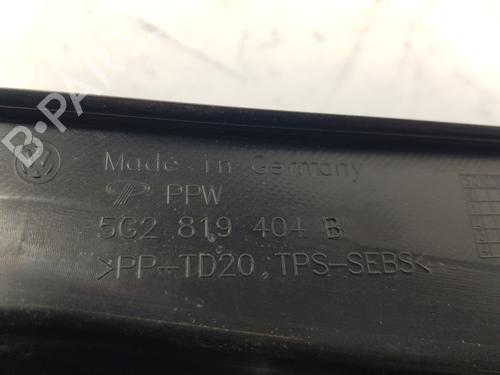 B-PARTS
Made in Germany
PPW
5G2 819 404 B
>PP-TD20,TPS-SEBS<